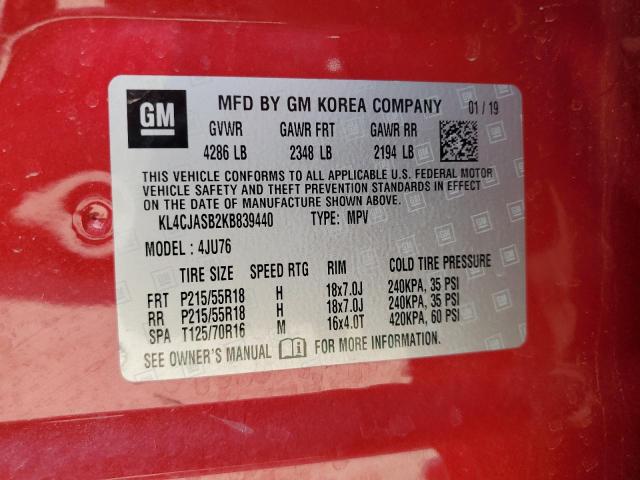 GM MFD BY GM KOREA COMPANY 01/19
GVWR GAWR FRT GAWR RR
4286 LB 2348 LB 2194 LB
THIS VEHICLE CONFORMS TO ALL APPLICABLE U.S. FEDERAL MOTOR
VEHICLE SAFETY AND THEFT PREVENTION STANDARDS IN EFFECT
ON THE DATE OF MANUFACTURE SHOWN ABOVE.
KL4CJASB2KB839440 TYPE: MPV
MODEL: 4JU76
TIRE SIZE SPEED RTG RIM COLD TIRE PRESSURE
FRT P215/55R18 H 18x7.0J 240KPA, 35 PSI
RR P215/55R18 H 18x7.0J 240KPA, 35 PSI
SPA T125/70R16 M 16x4.0T 420KPA, 60 PSI
SEE OWNER'S MANUAL FOR MORE INFORMATION.